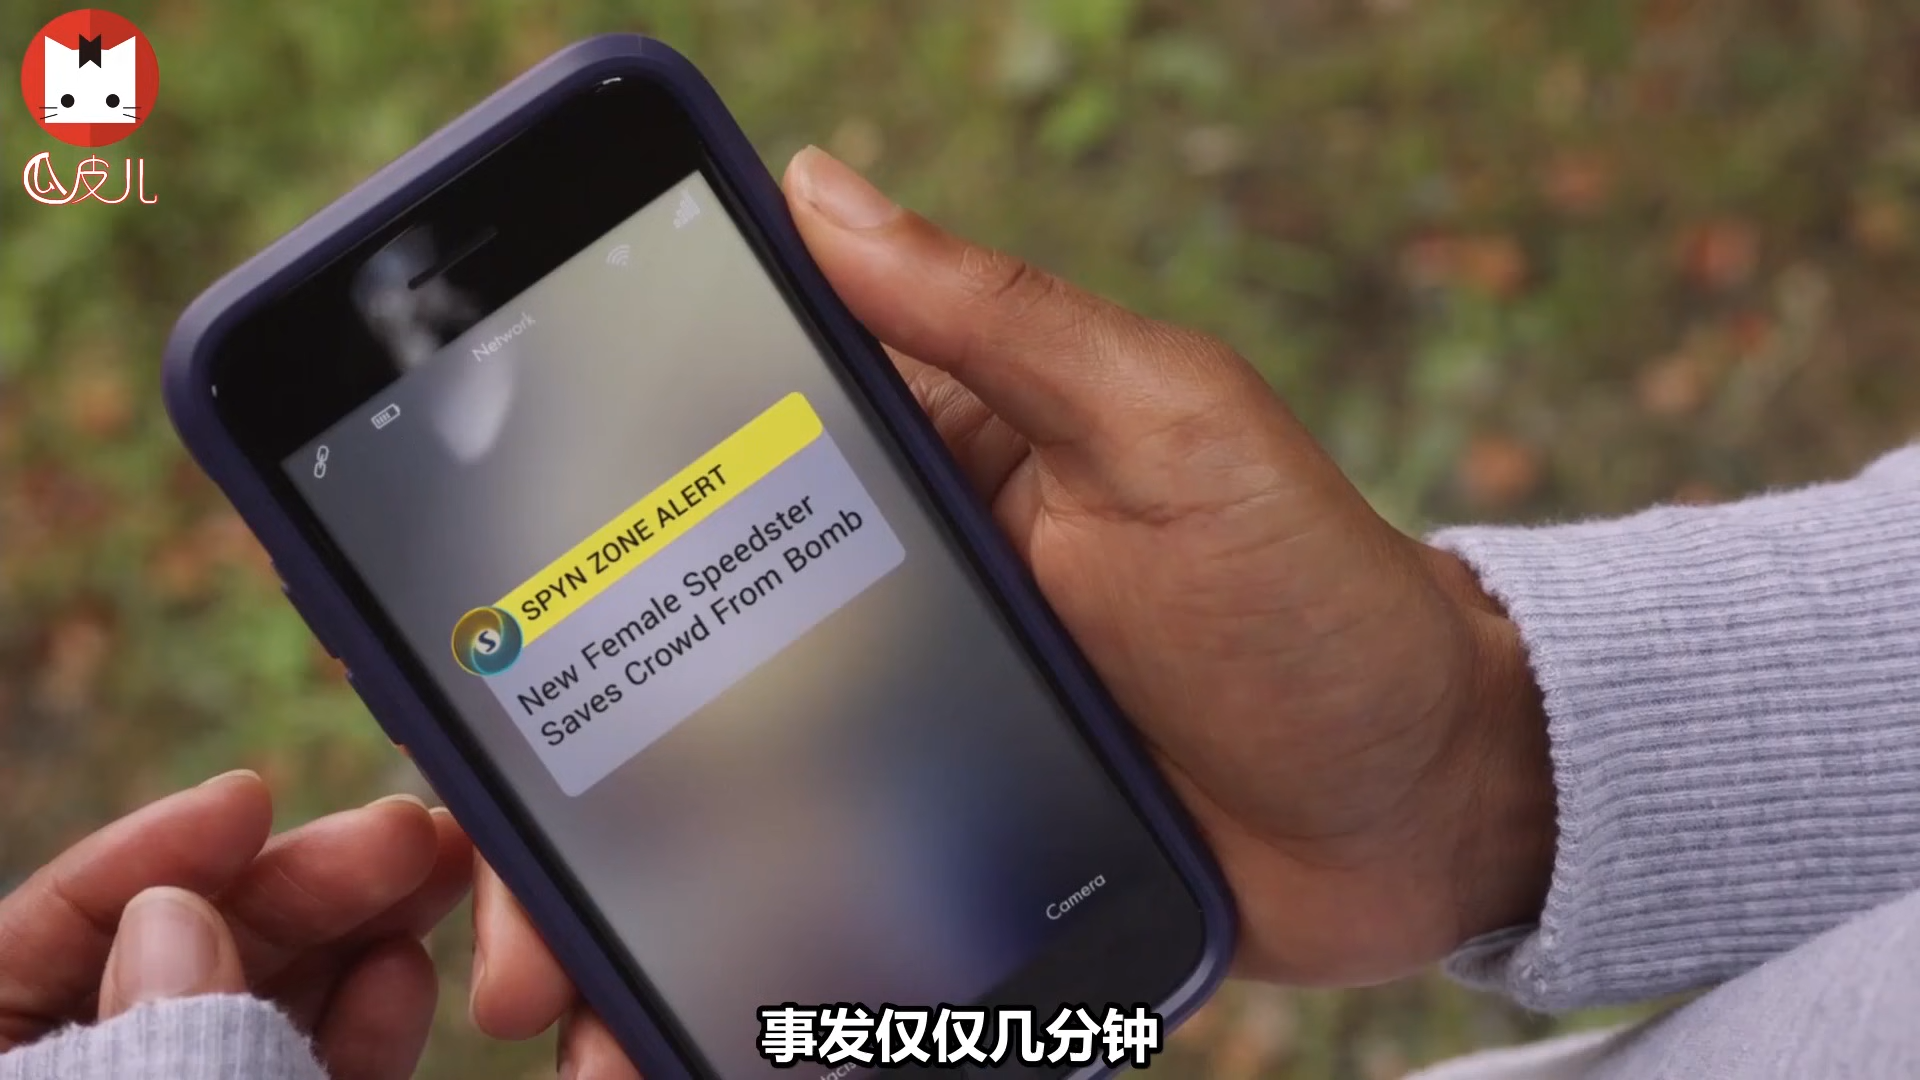 瓜皮儿
Network
SPYN ZONE ALERT
S
New Female Speedster
Saves Crowd From Bomb
Camera
事发仅仅几分钟